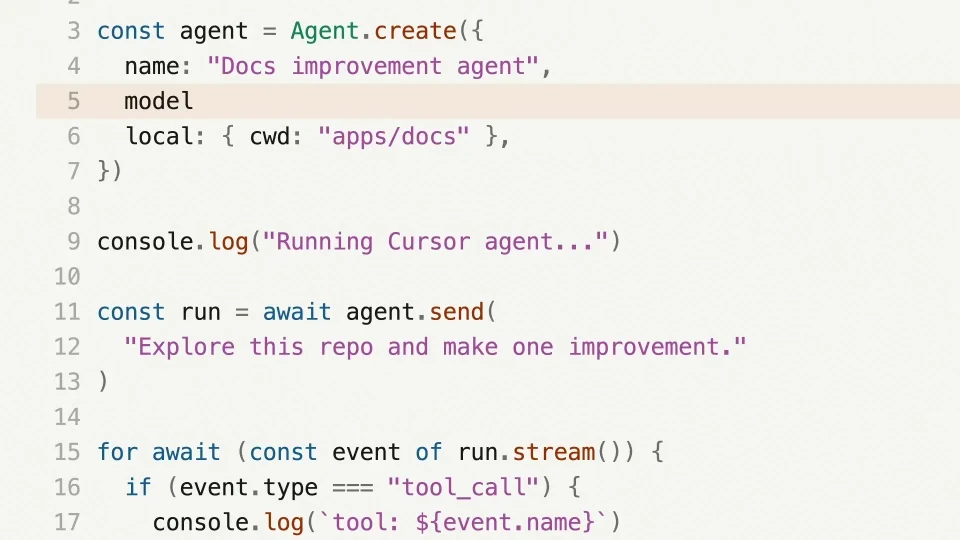 3 const agent = Agent.create({
4   name: "Docs improvement agent",
5   model
6   local: { cwd: "apps/docs" },
7 })
8
9 console.log("Running Cursor agent...")
10
11 const run = await agent.send(
12   "Explore this repo and make one improvement."
13 )
14
15 for await (const event of run.stream()) {
16   if (event.type === "tool_call") {
17     console.log(`tool: ${event.name}`)